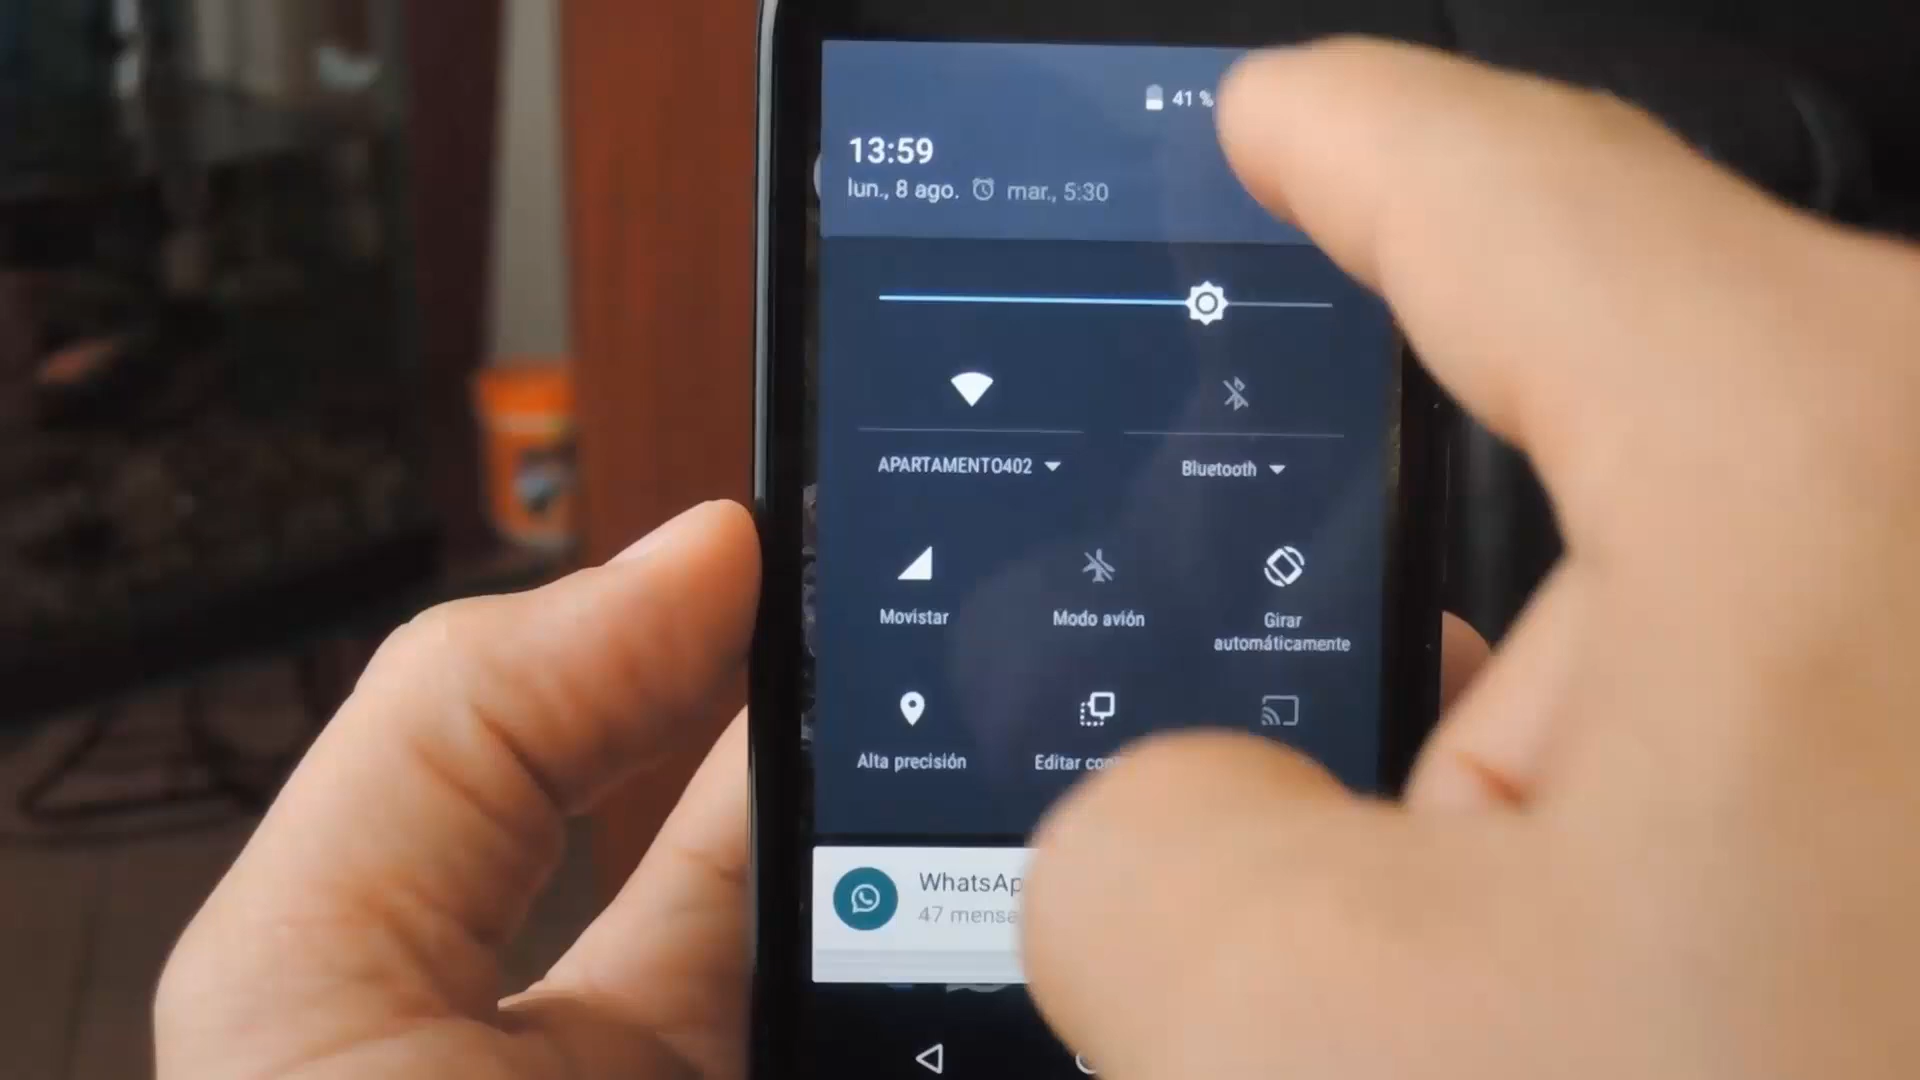 41 %
13:59
lun., 8 ago. mar., 5:30
APARTAMENTO402
Bluetooth
Movistar
Modo avión
Girar
automáticamente
Alta precisión
Editar
47